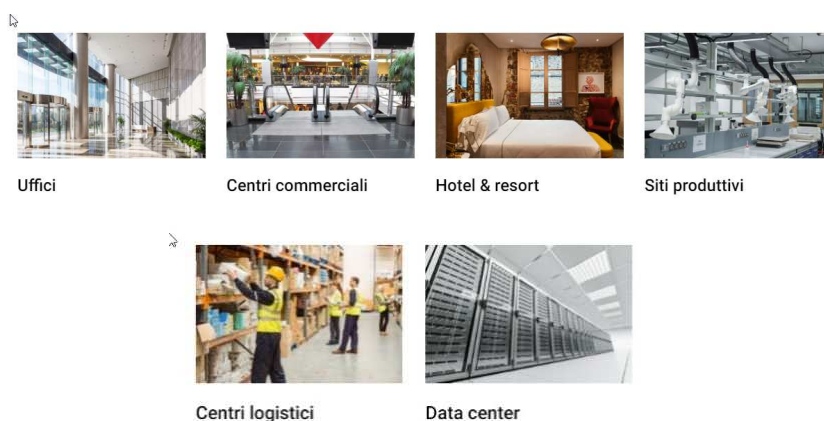 Uffici
Centri commerciali
Hotel & resort
Siti produttivi
Centri logistici
Data center